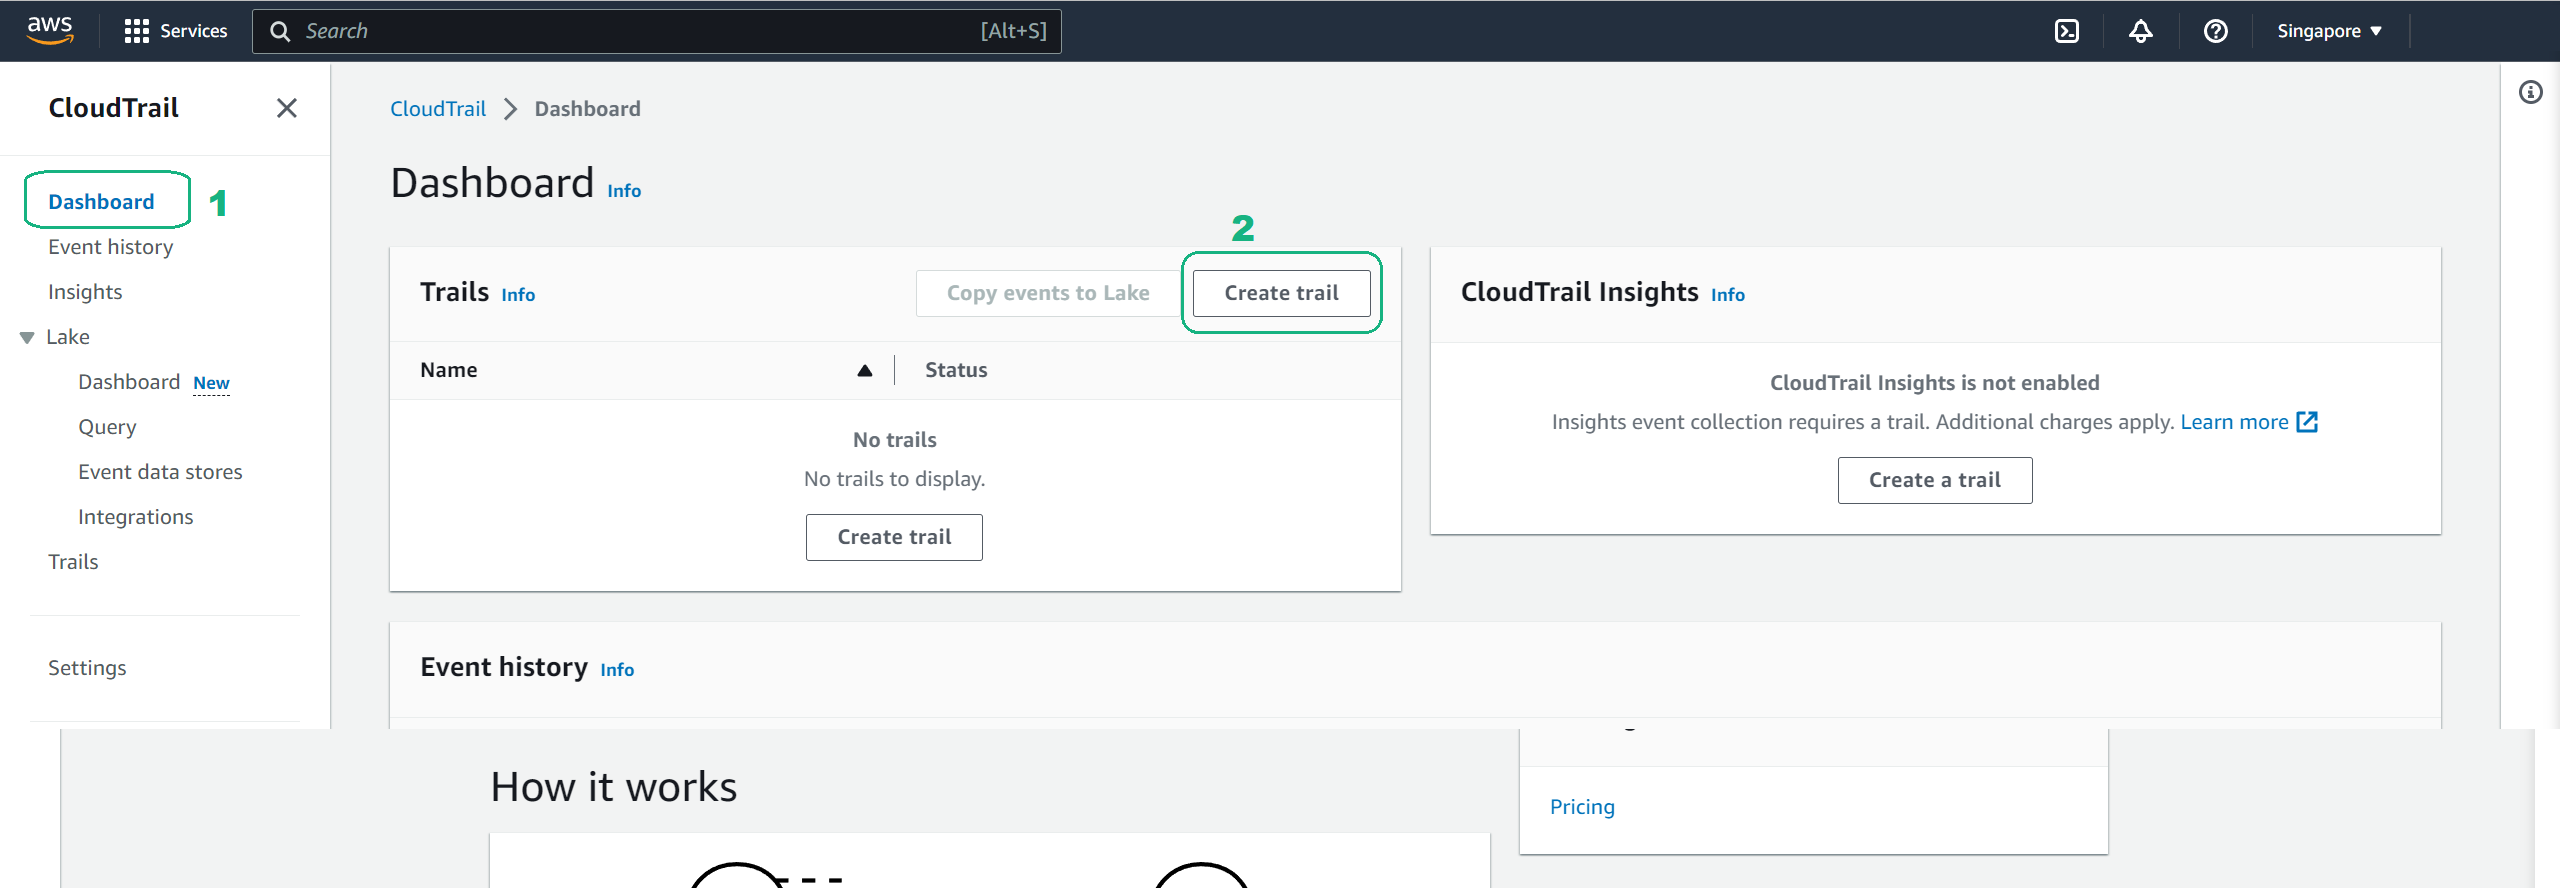 aws Services Search [Alt+S] Singapore
CloudTrail
CloudTrail Dashboard
Dashboard 1
Event history
Insights
Lake
Dashboard New
Query
Event data stores
Integrations
Trails
Settings
Dashboard Info
2
Trails Info Copy events to Lake Create trail
Name Status
No trails
No trails to display.
Create trail
CloudTrail Insights Info
CloudTrail Insights is not enabled
Insights event collection requires a trail. Additional charges apply. Learn more
Create a trail
Event history Info
How it works
Pricing